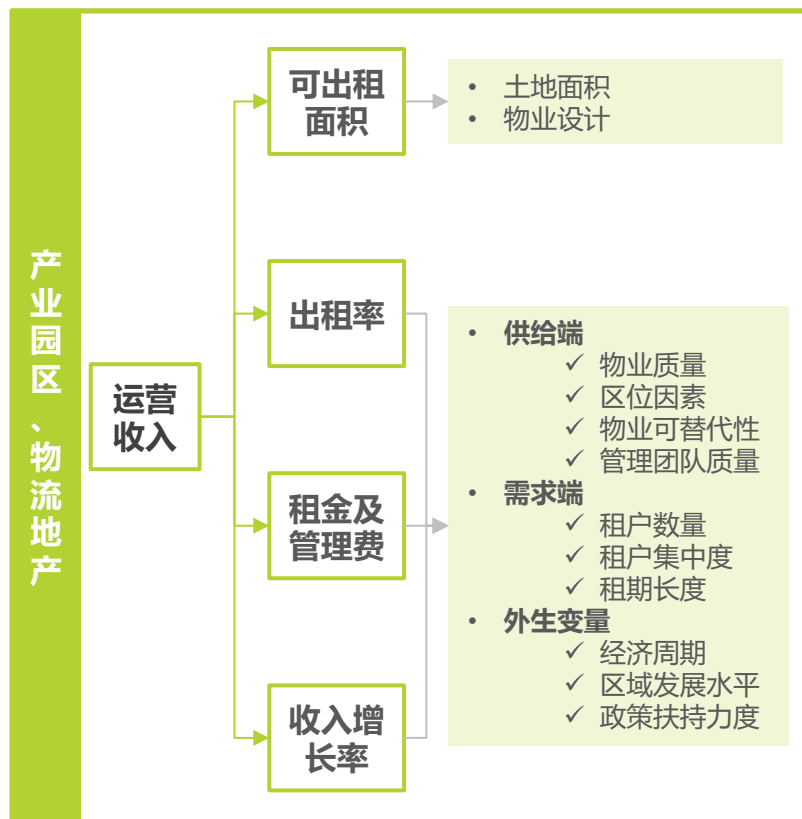 产业园区、物流地产
运营
收入
可出租
面积
• 土地面积
• 物业设计
出租率
租金及
管理费
收入增
长率
• 供给端
✓ 物业质量
✓ 区位因素
✓ 物业可替代性
✓ 管理团队质量
• 需求端
✓ 租户数量
✓ 租户集中度
✓ 租期长度
• 外生变量
✓ 经济周期
✓ 区域发展水平
✓ 政策扶持力度